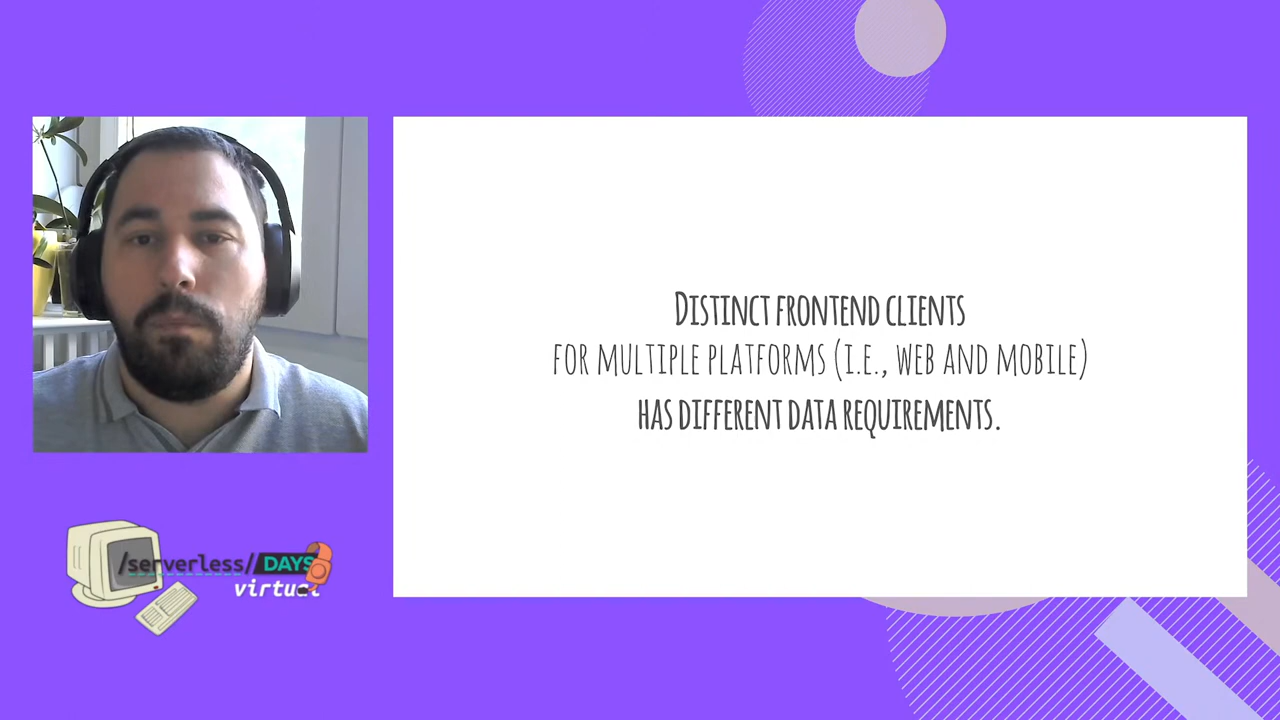 DISTINCT FRONTEND CLIENTS
FOR MULTIPLE PLATFORMS (I.E., WEB AND MOBILE)
HAS DIFFERENT DATA REQUIREMENTS.
/serverless/DAYS
virtual